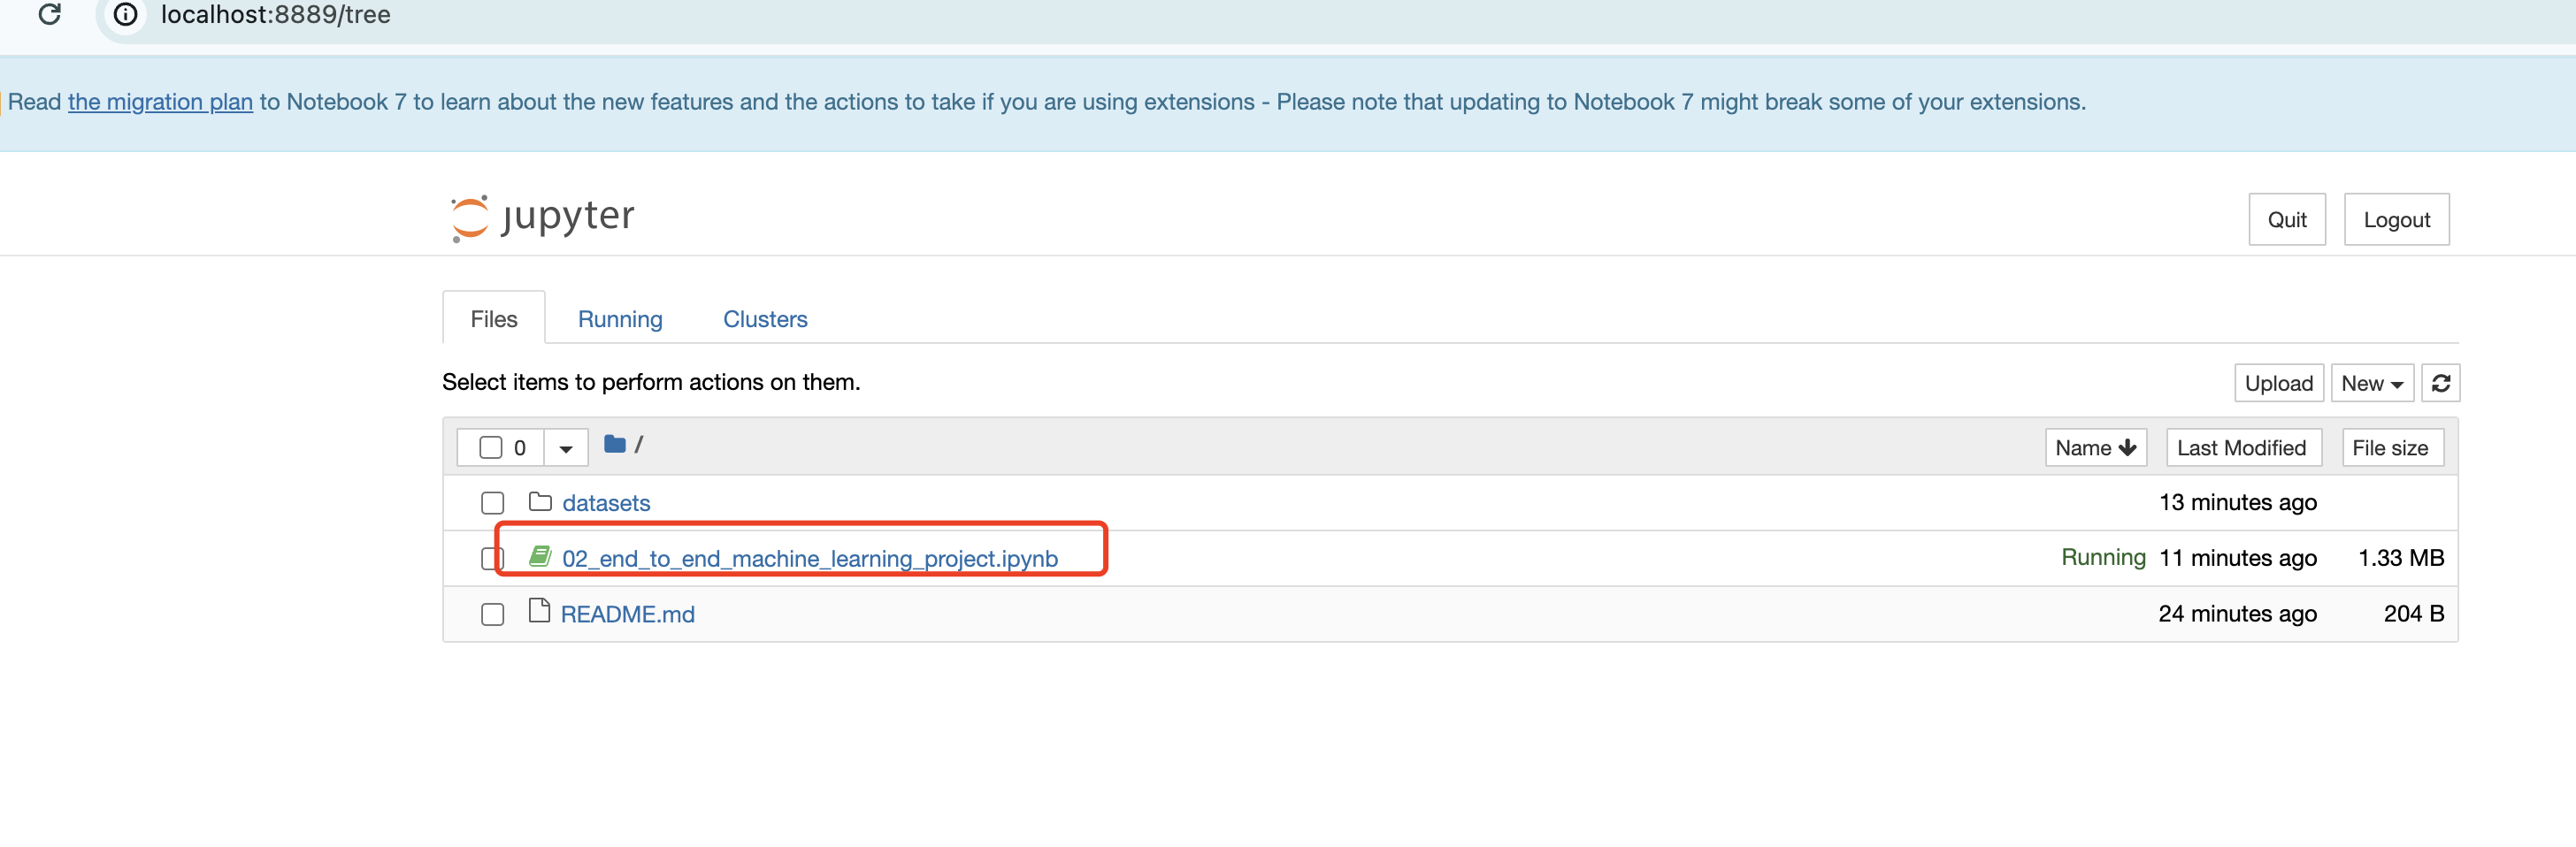 localhost:8889/tree
Read the migration plan to Notebook 7 to learn about the new features and the actions to take if you are using extensions - Please note that updating to Notebook 7 might break some of your extensions.
jupyter
Quit Logout
Files Running Clusters
Select items to perform actions on them.
Upload New
0 / Name Last Modified File size
datasets 13 minutes ago
02_end_to_end_machine_learning_project.ipynb Running 11 minutes ago 1.33 MB
README.md 24 minutes ago 204 B